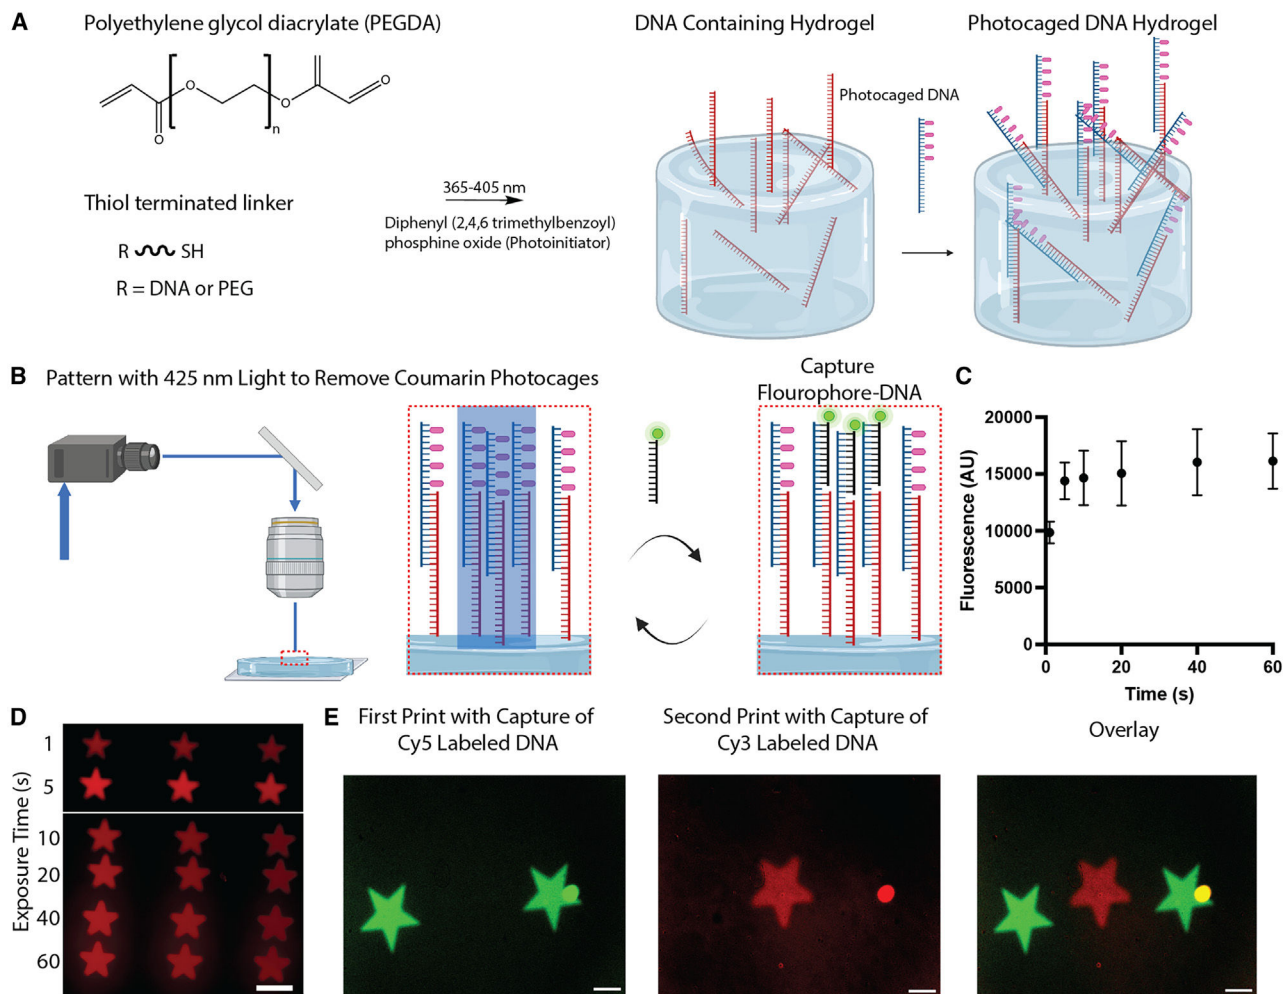 A
Polyethylene glycol diacrylate (PEGDA)
O
O
n
O
O
Thiol terminated linker
R SH
R = DNA or PEG
365-405 nm
Diphenyl (2,4,6 trimethylbenzoyl)
phosphine oxide (Photoinitiator)
DNA Containing Hydrogel
Photocaged DNA
Photocaged DNA Hydrogel
B
Pattern with 425 nm Light to Remove Coumarin Photocages
Capture
Flourophore-DNA
C
Fluorescence (AU)
20000
15000
10000
5000
0
0 20 40 60
Time (s)
D
Exposure Time (s)
1
5
10
20
40
60
E
First Print with Capture of
Cy5 Labeled DNA
Second Print with Capture of
Cy3 Labeled DNA
Overlay